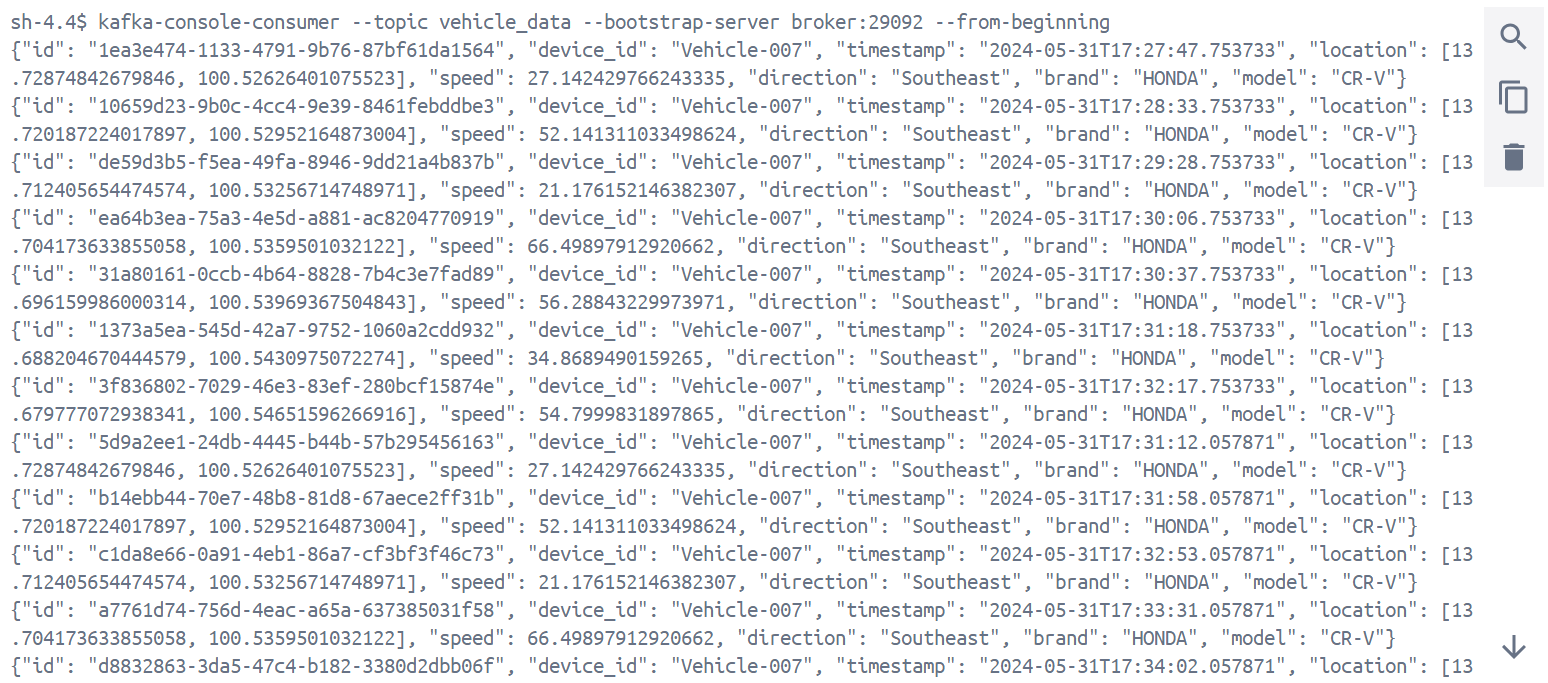 sh-4.4$ kafka-console-consumer --topic vehicle_data --bootstrap-server broker:29092 --from-beginning
{"id": "1ea3e474-1133-4791-9b76-87bf61da1564", "device_id": "Vehicle-007", "timestamp": "2024-05-31T17:27:47.753733", "location": [13
.72874842679846, 100.52626401075523], "speed": 27.142429766243335, "direction": "Southeast", "brand": "HONDA", "model": "CR-V"}
{"id": "10659d23-9b0c-4cc4-9e39-8461febddbe3", "device_id": "Vehicle-007", "timestamp": "2024-05-31T17:28:33.753733", "location": [13
.720187224017897, 100.52952164873004], "speed": 52.141311033498624, "direction": "Southeast", "brand": "HONDA", "model": "CR-V"}
{"id": "de59d3b5-f5ea-49fa-8946-9dd21a4b837b", "device_id": "Vehicle-007", "timestamp": "2024-05-31T17:29:28.753733", "location": [13
.712405654474574, 100.53256714748971], "speed": 21.176152146382307, "direction": "Southeast", "brand": "HONDA", "model": "CR-V"}
{"id": "ea64b3ea-75a3-4e5d-a881-ac8204770919", "device_id": "Vehicle-007", "timestamp": "2024-05-31T17:30:06.753733", "location": [13
.704173633855058, 100.5359501032122], "speed": 66.49897912920662, "direction": "Southeast", "brand": "HONDA", "model": "CR-V"}
{"id": "31a80161-0ccb-4b64-8828-7b4c3e7fad89", "device_id": "Vehicle-007", "timestamp": "2024-05-31T17:30:37.753733", "location": [13
.696159986000314, 100.53969367504843], "speed": 56.28843229973971, "direction": "Southeast", "brand": "HONDA", "model": "CR-V"}
{"id": "1373a5ea-545d-42a7-9752-1060a2cdd932", "device_id": "Vehicle-007", "timestamp": "2024-05-31T17:31:18.753733", "location": [13
.688204670444579, 100.5430975072274], "speed": 34.8689490159265, "direction": "Southeast", "brand": "HONDA", "model": "CR-V"}
{"id": "3f836802-7029-46e3-83ef-280bcf15874e", "device_id": "Vehicle-007", "timestamp": "2024-05-31T17:32:17.753733", "location": [13
.679777072938341, 100.54651596266916], "speed": 54.7999831897865, "direction": "Southeast", "brand": "HONDA", "model": "CR-V"}
{"id": "5d9a2ee1-24db-4445-b44b-57b295456163", "device_id": "Vehicle-007", "timestamp": "2024-05-31T17:31:12.057871", "location": [13
.72874842679846, 100.52626401075523], "speed": 27.142429766243335, "direction": "Southeast", "brand": "HONDA", "model": "CR-V"}
{"id": "b14ebb44-70e7-48b8-81d8-67aece2ff31b", "device_id": "Vehicle-007", "timestamp": "2024-05-31T17:31:58.057871", "location": [13
.720187224017897, 100.52952164873004], "speed": 52.141311033498624, "direction": "Southeast", "brand": "HONDA", "model": "CR-V"}
{"id": "c1da8e66-0a91-4eb1-86a7-cf3bf3f46c73", "device_id": "Vehicle-007", "timestamp": "2024-05-31T17:32:53.057871", "location": [13
.712405654474574, 100.53256714748971], "speed": 21.176152146382307, "direction": "Southeast", "brand": "HONDA", "model": "CR-V"}
{"id": "a7761d74-756d-4eac-a65a-637385031f58", "device_id": "Vehicle-007", "timestamp": "2024-05-31T17:33:31.057871", "location": [13
.704173633855058, 100.5359501032122], "speed": 66.49897912920662, "direction": "Southeast", "brand": "HONDA", "model": "CR-V"}
{"id": "d8832863-3da5-47c4-b182-3380d2dbb06f", "device_id": "Vehicle-007", "timestamp": "2024-05-31T17:34:02.057871", "location": [13